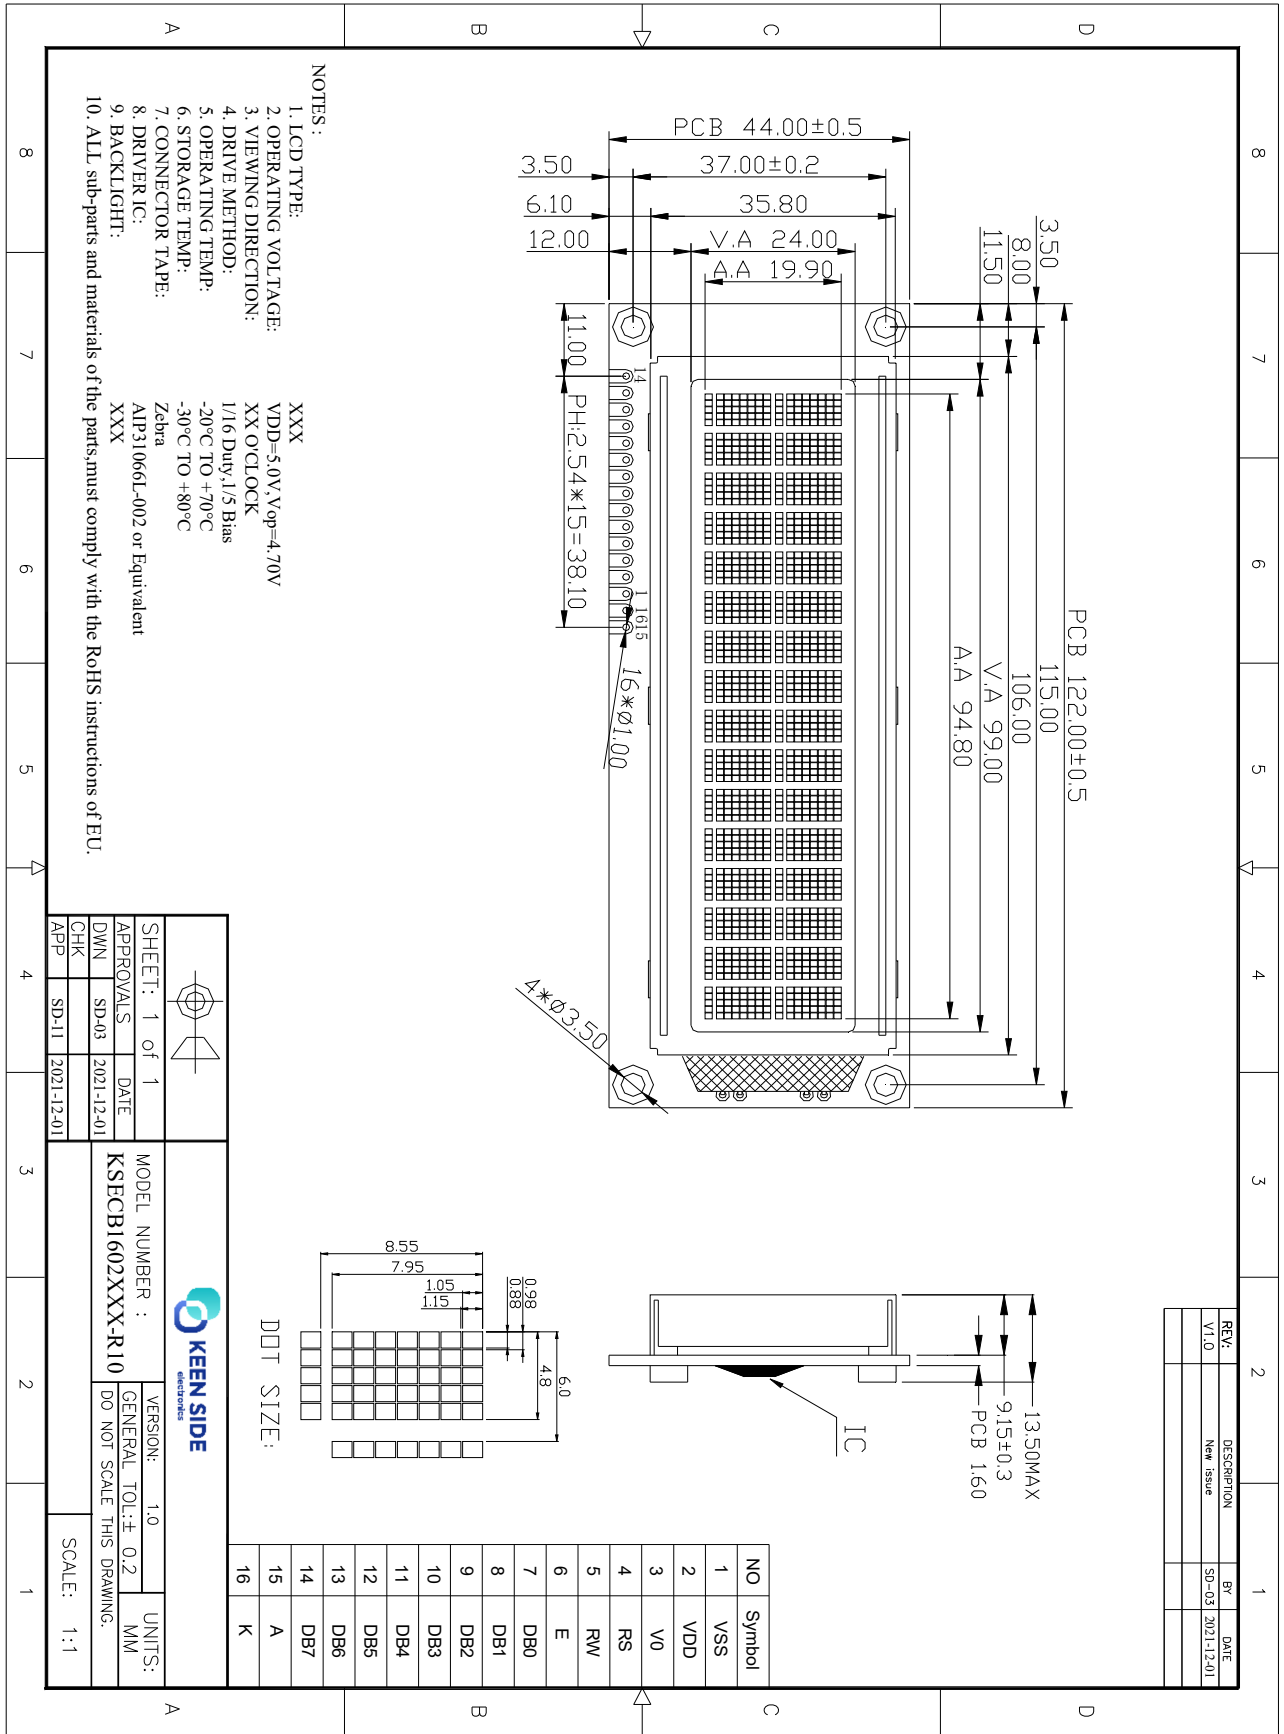 8
7
6
5
4
3
2
1
D
C
B
A
REV:
DESCRIPTION
BY
DATE
V1.0
New issue
SD-03
2021-12-01
PCB 122.00±0.5
115.00
106.00
V.A 99.00
A.A 94.80
3.50
8.00
11.50
PCB 44.00±0.5
37.00±0.2
35.80
V.A 24.00
A.A 19.90
3.50
6.10
12.00
11.00
PH:2.54*15=38.10
14
1
16
15
16*Ø1.00
4*Ø3.50
13.50MAX
9.15±0.3
PCB 1.60
IC
6.0
4.8
0.98
0.88
8.55
7.95
1.05
1.15
DOT SIZE:
NO Symbol
1 VSS
2 VDD
3 V0
4 RS
5 RW
6 E
7 DB0
8 DB1
9 DB2
10 DB3
11 DB4
12 DB5
13 DB6
14 DB7
15 A
16 K
NOTES :
1. LCD TYPE: XXX
2. OPERATING VOLTAGE: VDD=5.0V,Vop=4.70V
3. VIEWING DIRECTION: XX O'CLOCK
4. DRIVE METHOD: 1/16 Duty,1/5 Bias
5. OPERATING TEMP: -20°C TO +70°C
6. STORAGE TEMP: -30°C TO +80°C
7. CONNECTOR TAPE: Zebra
8. DRIVER IC: AIP31066L-002 or Equivalent
9. BACKLIGHT: XXX
10. ALL sub-parts and materials of the parts,must comply with the RoHS instructions of EU.
KEEN SIDE
electronics
SHEET: 1 of 1
APPROVALS DATE
DWN SD-03 2021-12-01
CHK
APP SD-11 2021-12-01
MODEL NUMBER :
KSECB1602XXX-R10
VERSION: 1.0
GENERAL TOL:± 0.2
DO NOT SCALE THIS DRAWING.
UNITS:
MM
SCALE: 1:1
8
7
6
5
4
3
2
1
D
C
B
A